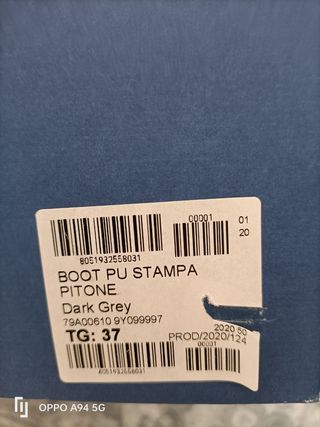 00001
01
20
8051932558031
BOOT PU STAMPA
PITONE
Dark Grey
79A00610 9Y099997
TG: 37
2020 50
PROD/2020/124
00001
8051932558031
OPPO A94 5G